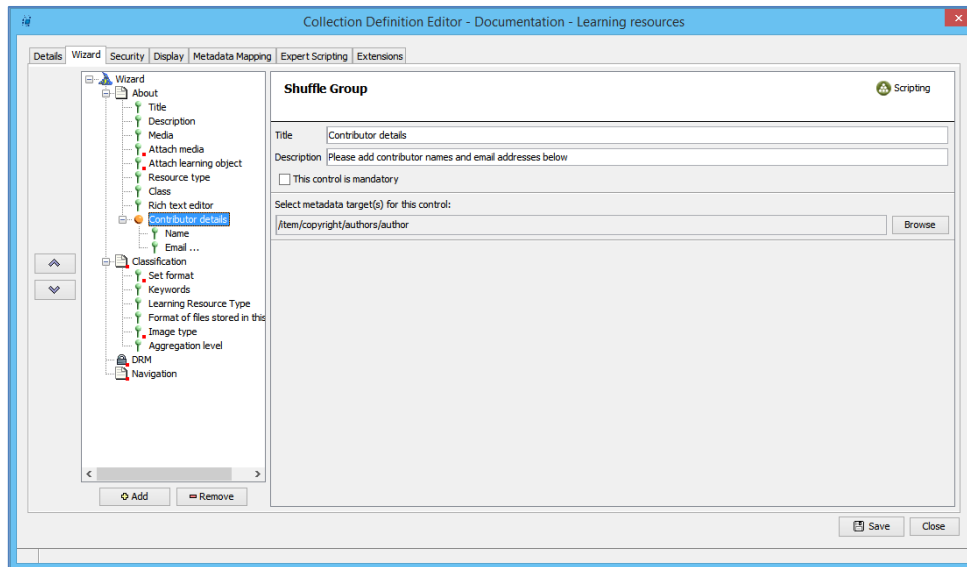 Collection Definition Editor - Documentation - Learning resources
Details Wizard Security Display Metadata Mapping Expert Scripting Extensions
Wizard
About
Title
Description
Media
Attach media
Attach learning object
Resource type
Class
Rich text editor
Contributor details
Name
Email ...
Classification
Set format
Keywords
Learning Resource Type
Format of files stored in this
Image type
Aggregation level
DRM
Navigation
Add Remove
Shuffle Group Scripting
Title Contributor details
Description Please add contributor names and email addresses below
This control is mandatory
Select metadata target(s) for this control:
/item/copyright/authors/author Browse
Save Close